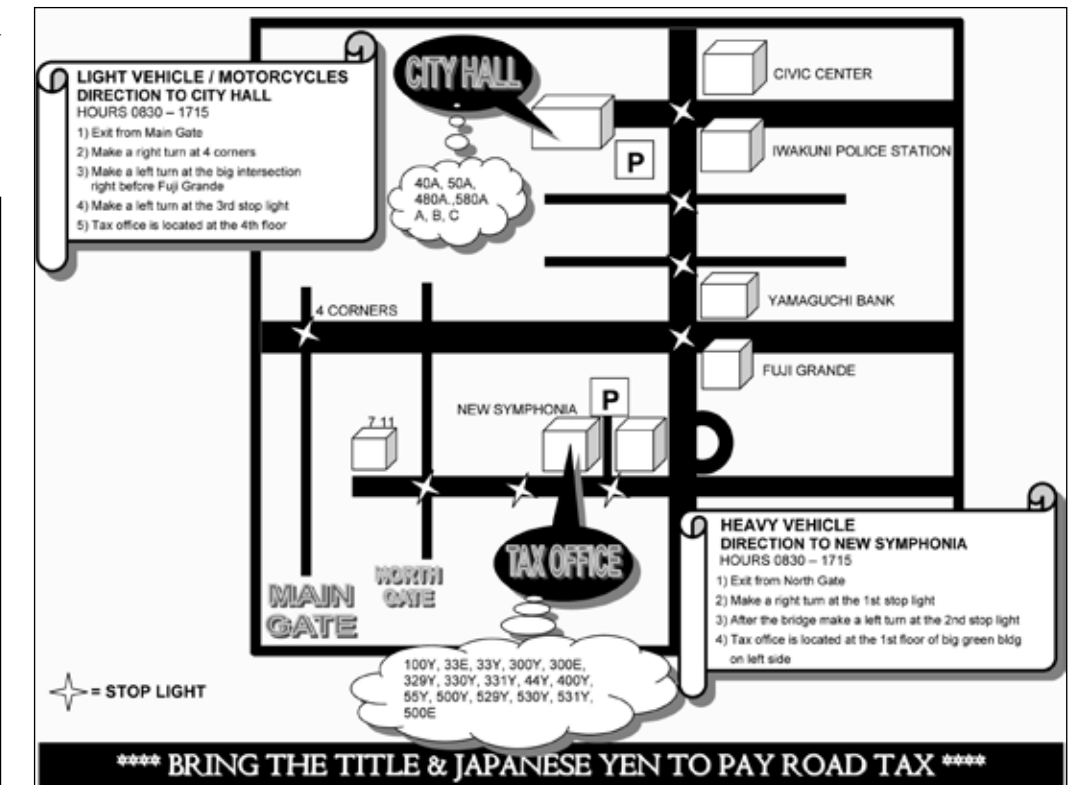 LIGHT VEHICLE / MOTORCYCLES
DIRECTION TO CITY HALL
HOURS 0830 – 1715
1) Exit from Main Gate
2) Make a right turn at 4 corners
3) Make a left turn at the big intersection
right before Fuji Grande
4) Make a left turn at the 3rd stop light
5) Tax office is located at the 4th floor
CITY HALL
40A, 50A,
480A.,580A
A, B, C
P
CIVIC CENTER
IWAKUNI POLICE STATION
YAMAGUCHI BANK
4 CORNERS
FUJI GRANDE
NEW SYMPHONIA
P
7 11
TAX OFFICE
MAIN
GATE
NORTH
GATE
HEAVY VEHICLE
DIRECTION TO NEW SYMPHONIA
HOURS 0830 – 1715
1) Exit from North Gate
2) Make a right turn at the 1st stop light
3) After the bridge make a left turn at the 2nd stop light
4) Tax office is located at the 1st floor of big green bldg
on left side
100Y, 33E, 33Y, 300Y, 300E,
329Y, 330Y, 331Y, 44Y, 400Y,
55Y, 500Y, 529Y, 530Y, 531Y,
500E
= STOP LIGHT
**** BRING THE TITLE & JAPANESE YEN TO PAY ROAD TAX ****